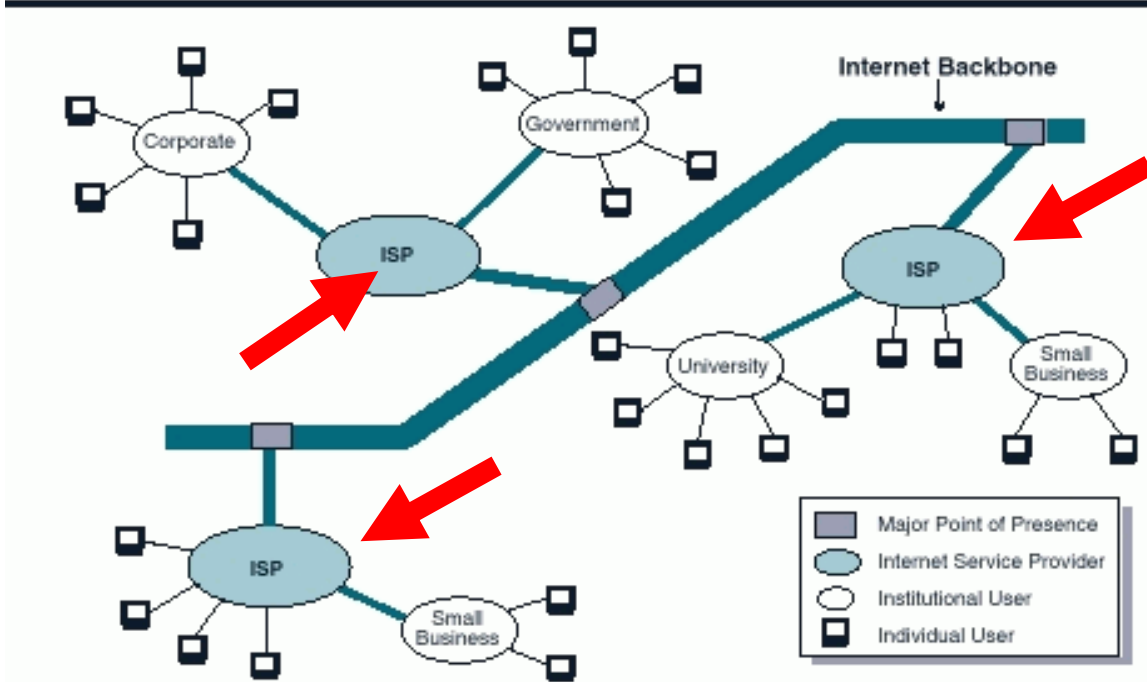 Internet Backbone
Corporate
Government
ISP
ISP
University
Small
Business
ISP
Small
Business
Major Point of Presence
Internet Service Provider
Institutional User
Individual User